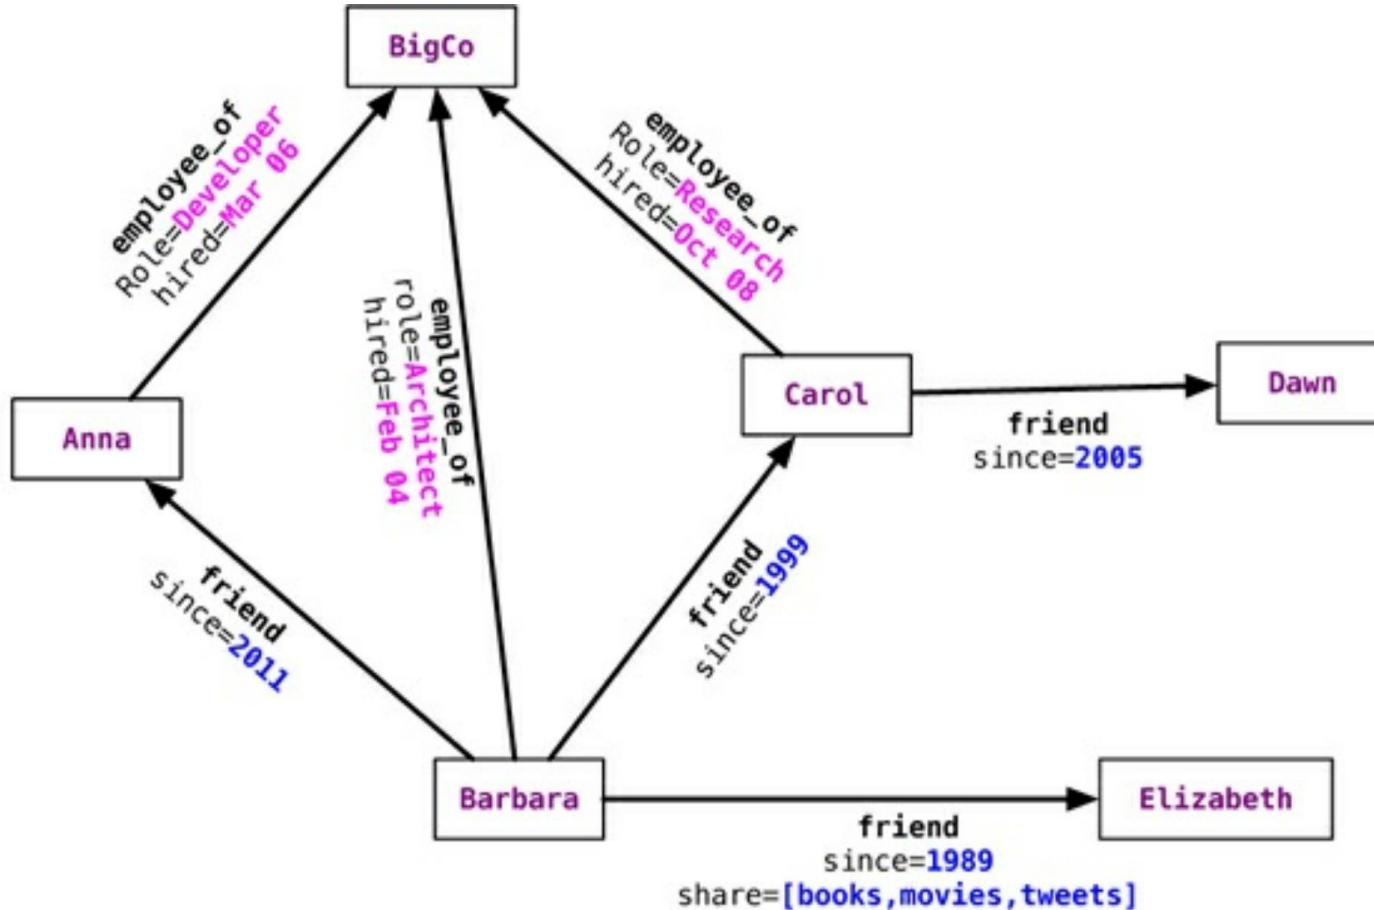 BigCo
employee_of
Role=Developer
hired=Mar 06
employee_of
Role=Research
hired=Oct 08
employee_of
role=Architect
hired=Feb 04
Anna
Carol
Dawn
friend
since=2005
friend
since=2011
friend
since=1999
Barbara
Elizabeth
friend
since=1989
share=[books,movies,tweets]